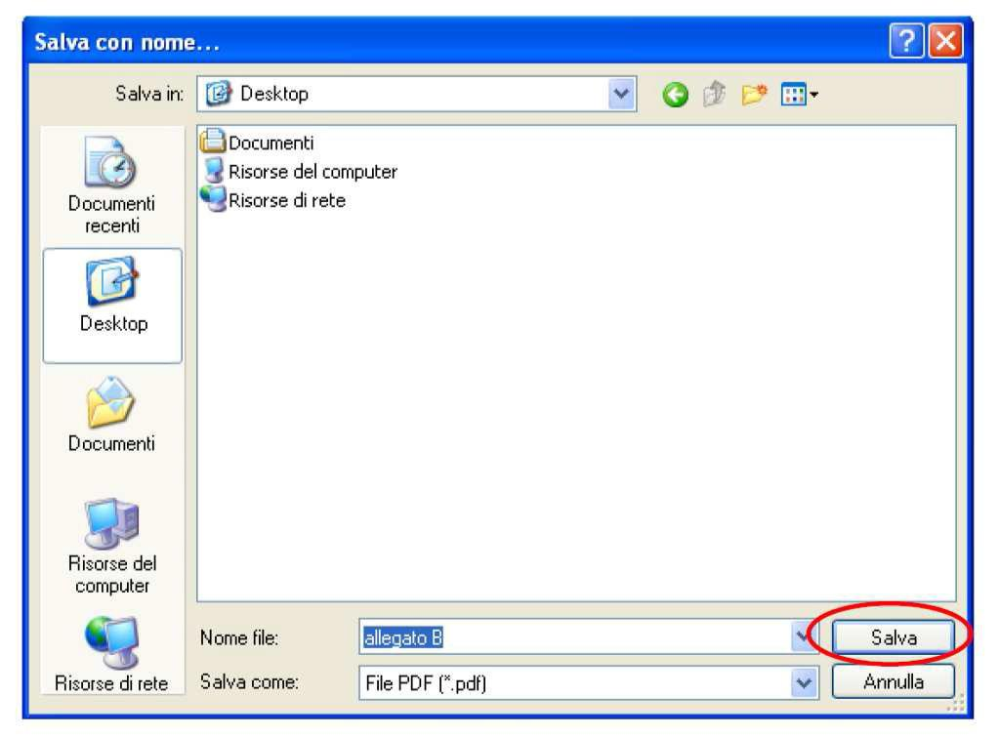 Salva con nome...
Salva in:
Desktop
Documenti
Risorse del computer
Risorse di rete
Documenti
recenti
Desktop
Documenti
Risorse del
computer
Risorse di rete
Nome file:
allegato B
Salva
Salva come:
File PDF (*.pdf)
Annulla